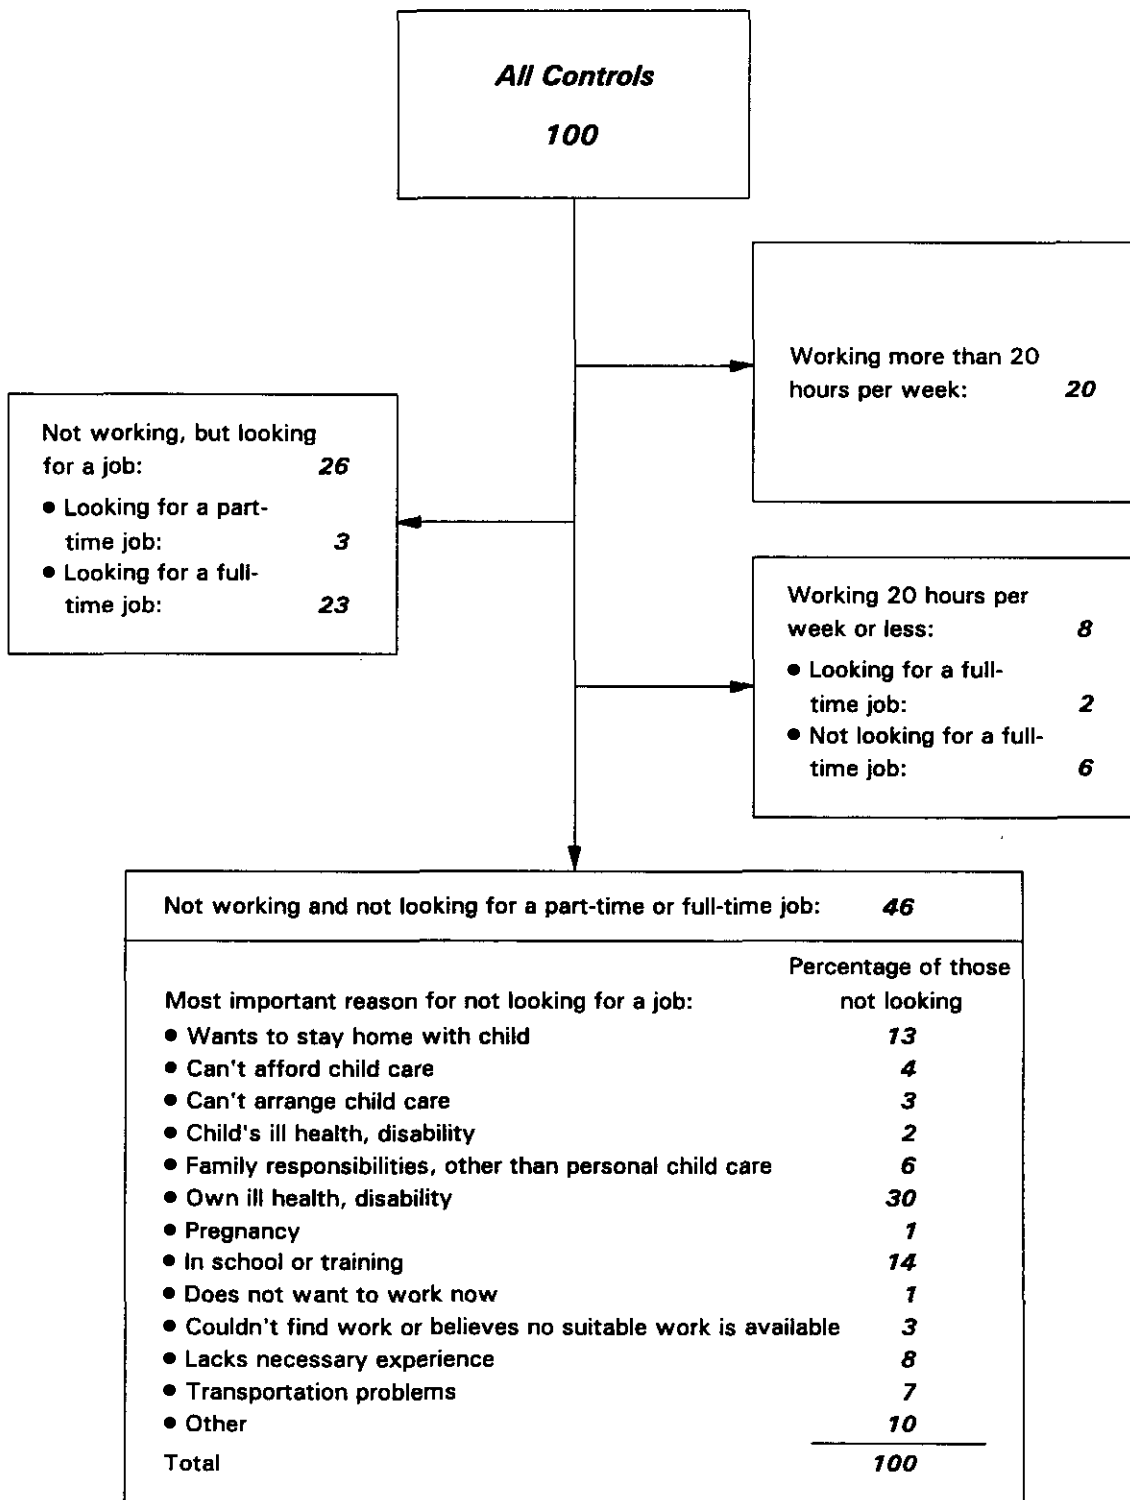 All Controls
100
Working more than 20
hours per week: 20
Not working, but looking
for a job: 26
• Looking for a part-
time job: 3
• Looking for a full-
time job: 23
Working 20 hours per
week or less: 8
• Looking for a full-
time job: 2
• Not looking for a full-
time job: 6
Not working and not looking for a part-time or full-time job: 46
Percentage of those
Most important reason for not looking for a job: not looking
• Wants to stay home with child 13
• Can't afford child care 4
• Can't arrange child care 3
• Child's ill health, disability 2
• Family responsibilities, other than personal child care 6
• Own ill health, disability 30
• Pregnancy 1
• In school or training 14
• Does not want to work now 1
• Couldn't find work or believes no suitable work is available 3
• Lacks necessary experience 8
• Transportation problems 7
• Other 10
Total 100